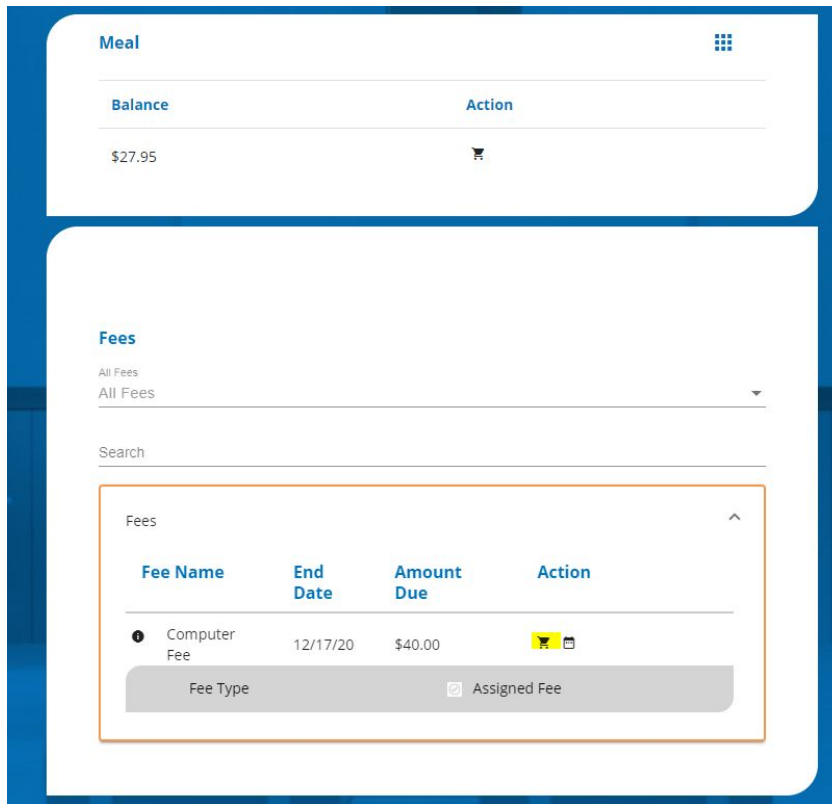 Meal
Balance Action
$27.95
Fees
All Fees
All Fees
Search
Fees
Fee Name End Date Amount Due Action
Computer Fee 12/17/20 $40.00
Fee Type Assigned Fee